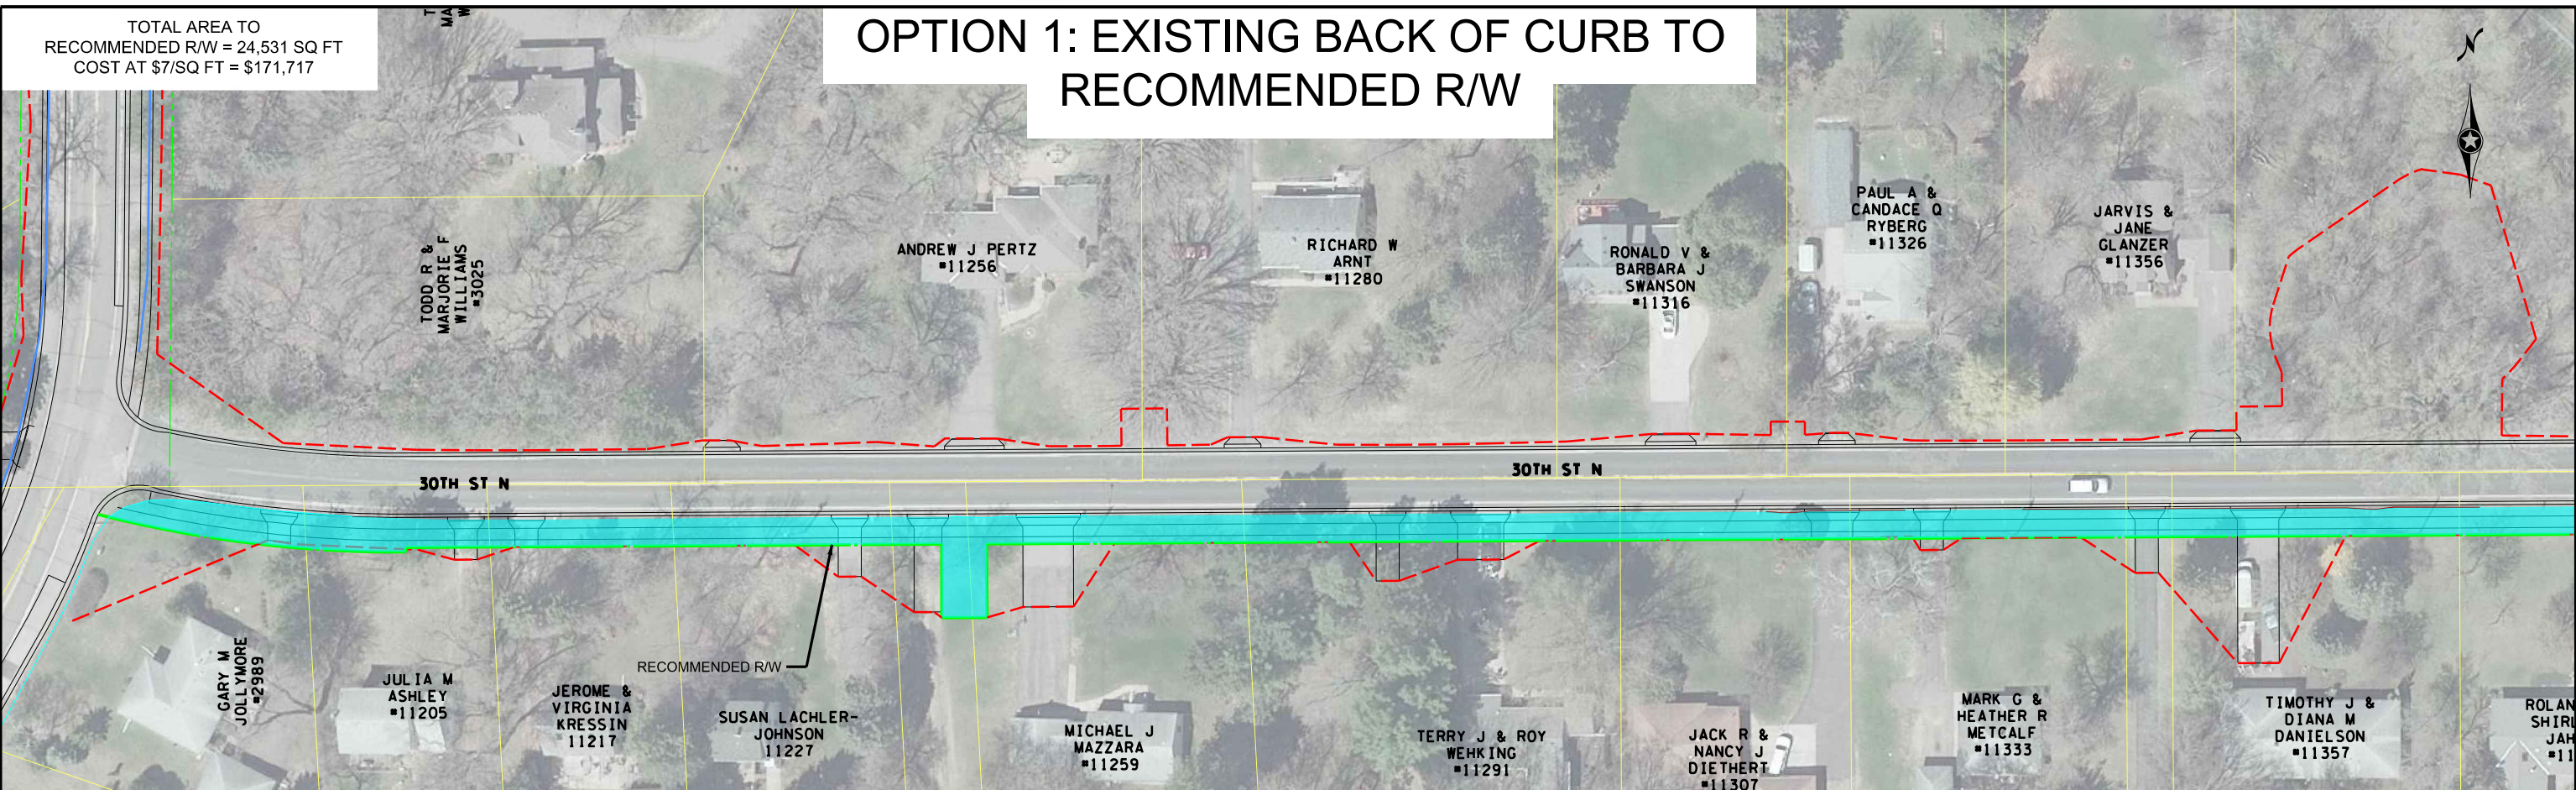 TOTAL AREA TO
RECOMMENDED R/W = 24,531 SQ FT
COST AT $7/SQ FT = $171,717
OPTION 1: EXISTING BACK OF CURB TO
RECOMMENDED R/W
N
TODD R &
MARJORIE F
WILLIAMS
#3025
ANDREW J PERTZ
#11256
RICHARD W
ARNT
#11280
RONALD V &
BARBARA J
SWANSON
#11316
PAUL A &
CANDACE Q
RYBERG
#11326
JARVIS &
JANE
GLANZER
#11356
30TH ST N
30TH ST N
RECOMMENDED R/W
GARY M
JOLLYMORE
#2989
JULIA M
ASHLEY
#11205
JEROME &
VIRGINIA
KRESSIN
11217
SUSAN LACHLER-
JOHNSON
11227
MICHAEL J
MAZZARA
#11259
TERRY J & ROY
WEHKING
#11291
JACK R &
NANCY J
DIETHERT
#11307
MARK G &
HEATHER R
METCALF
#11333
TIMOTHY J &
DIANA M
DANIELSON
#11357
ROLAN
SHIRL
JAH
#11